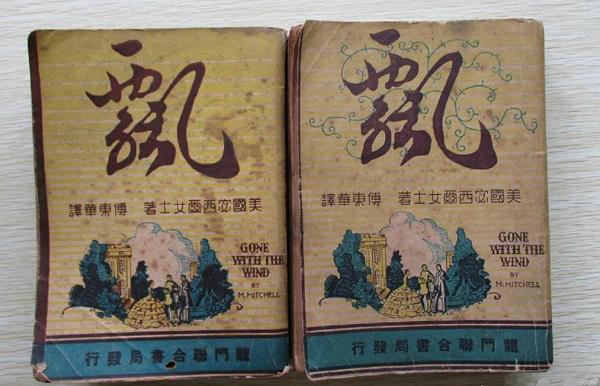 飄
美國宓西爾女士著 傅東華譯
GONE
WITH THE
WIND
BY
M. MITCHELL
龍門聯合書局發行
飄
美國宓西爾女士著 傅東華譯
GONE
WITH THE
WIND
BY
M. MITCHELL
龍門聯合書局發行